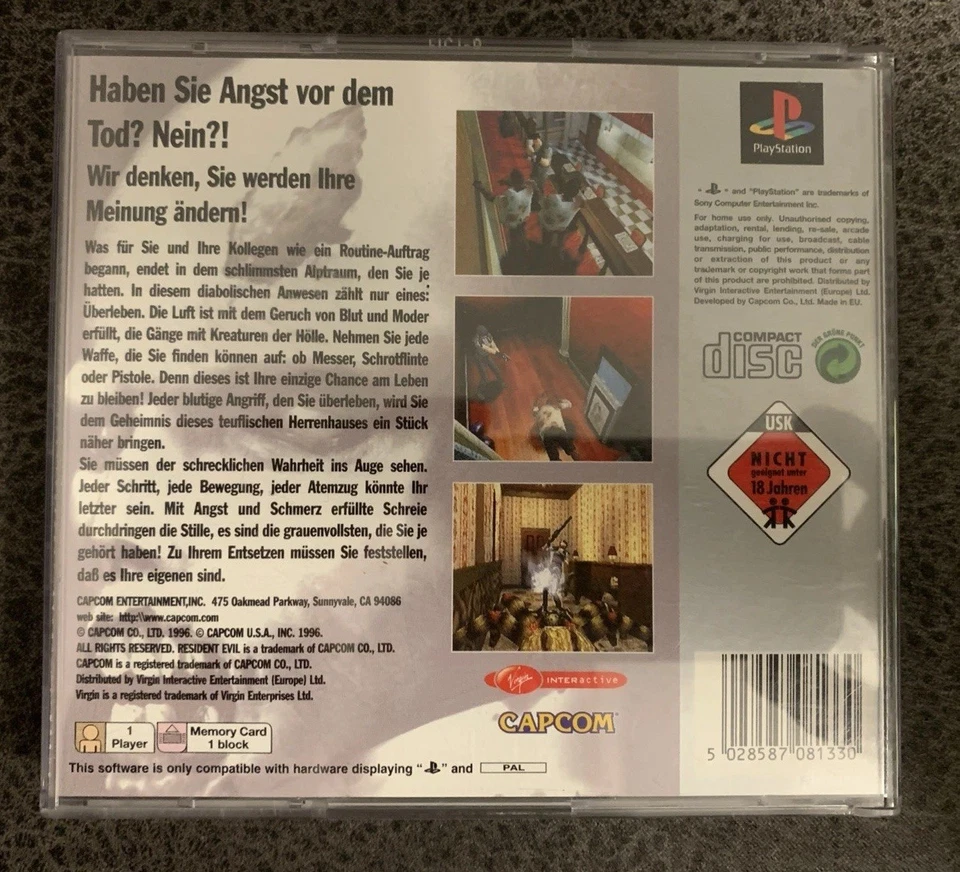 Haben Sie Angst vor dem
Tod? Nein?!
Wir denken, Sie werden Ihre
Meinung ändern!
Was für Sie und Ihre Kollegen wie ein Routine-Auftrag
begann, endet in dem schlimmsten Alptraum, den Sie je
hatten. In diesem diabolischen Anwesen zählt nur eines:
Überleben. Die Luft ist mit dem Geruch von Blut und Moder
erfüllt, die Gänge mit Kreaturen der Hölle. Nehmen Sie jede
Waffe, die Sie finden können auf: ob Messer, Schrotflinte
oder Pistole. Denn dieses ist Ihre einzige Chance am Leben
zu bleiben! Jeder blutige Angriff, den Sie überleben, wird Sie
dem Geheimnis dieses teuflischen Herrenhauses ein Stück
näher bringen.
Sie müssen der schrecklichen Wahrheit ins Auge sehen.
Jeder Schritt, jede Bewegung, jeder Atemzug könnte Ihr
letzter sein. Mit Angst und Schmerz erfüllte Schreie
durchdringen die Stille, es sind die grauenvollsten, die Sie je
gehört haben! Zu Ihrem Entsetzen müssen Sie feststellen,
daß es Ihre eigenen sind.
CAPCOM ENTERTAINMENT,INC. 475 Oakmead Parkway, Sunnyvale, CA 94086
web site: http:\\www.capcom.com
© CAPCOM CO., LTD. 1996. © CAPCOM U.S.A., INC. 1996.
ALL RIGHTS RESERVED. RESIDENT EVIL is a trademark of CAPCOM CO., LTD.
CAPCOM is a registered trademark of CAPCOM CO., LTD.
Distributed by Virgin Interactive Entertainment (Europe) Ltd.
Virgin is a registered trademark of Virgin Enterprises Ltd.
1
Player
Memory Card
1 block
This software is only compatible with hardware displaying " " and PAL
Virgin INTERactive
CAPCOM
PlayStation
" " and "PlayStation" are trademarks of
Sony Computer Entertainment Inc.
For home use only. Unauthorised copying,
adaptation, rental, lending, re-sale, arcade
use, charging for use, broadcast, cable
transmission, public performance, distribution
or extraction of this product or any
trademark or copyright work that forms part
of this product are prohibited. Distributed by
Virgin Interactive Entertainment (Europe) Ltd.
Developed by Capcom Co., Ltd. Made in EU.
COMPACT
disc
DER GRÜNE PUNKT
USK
NICHT
geeignet unter
18 Jahren
5 028587 081330